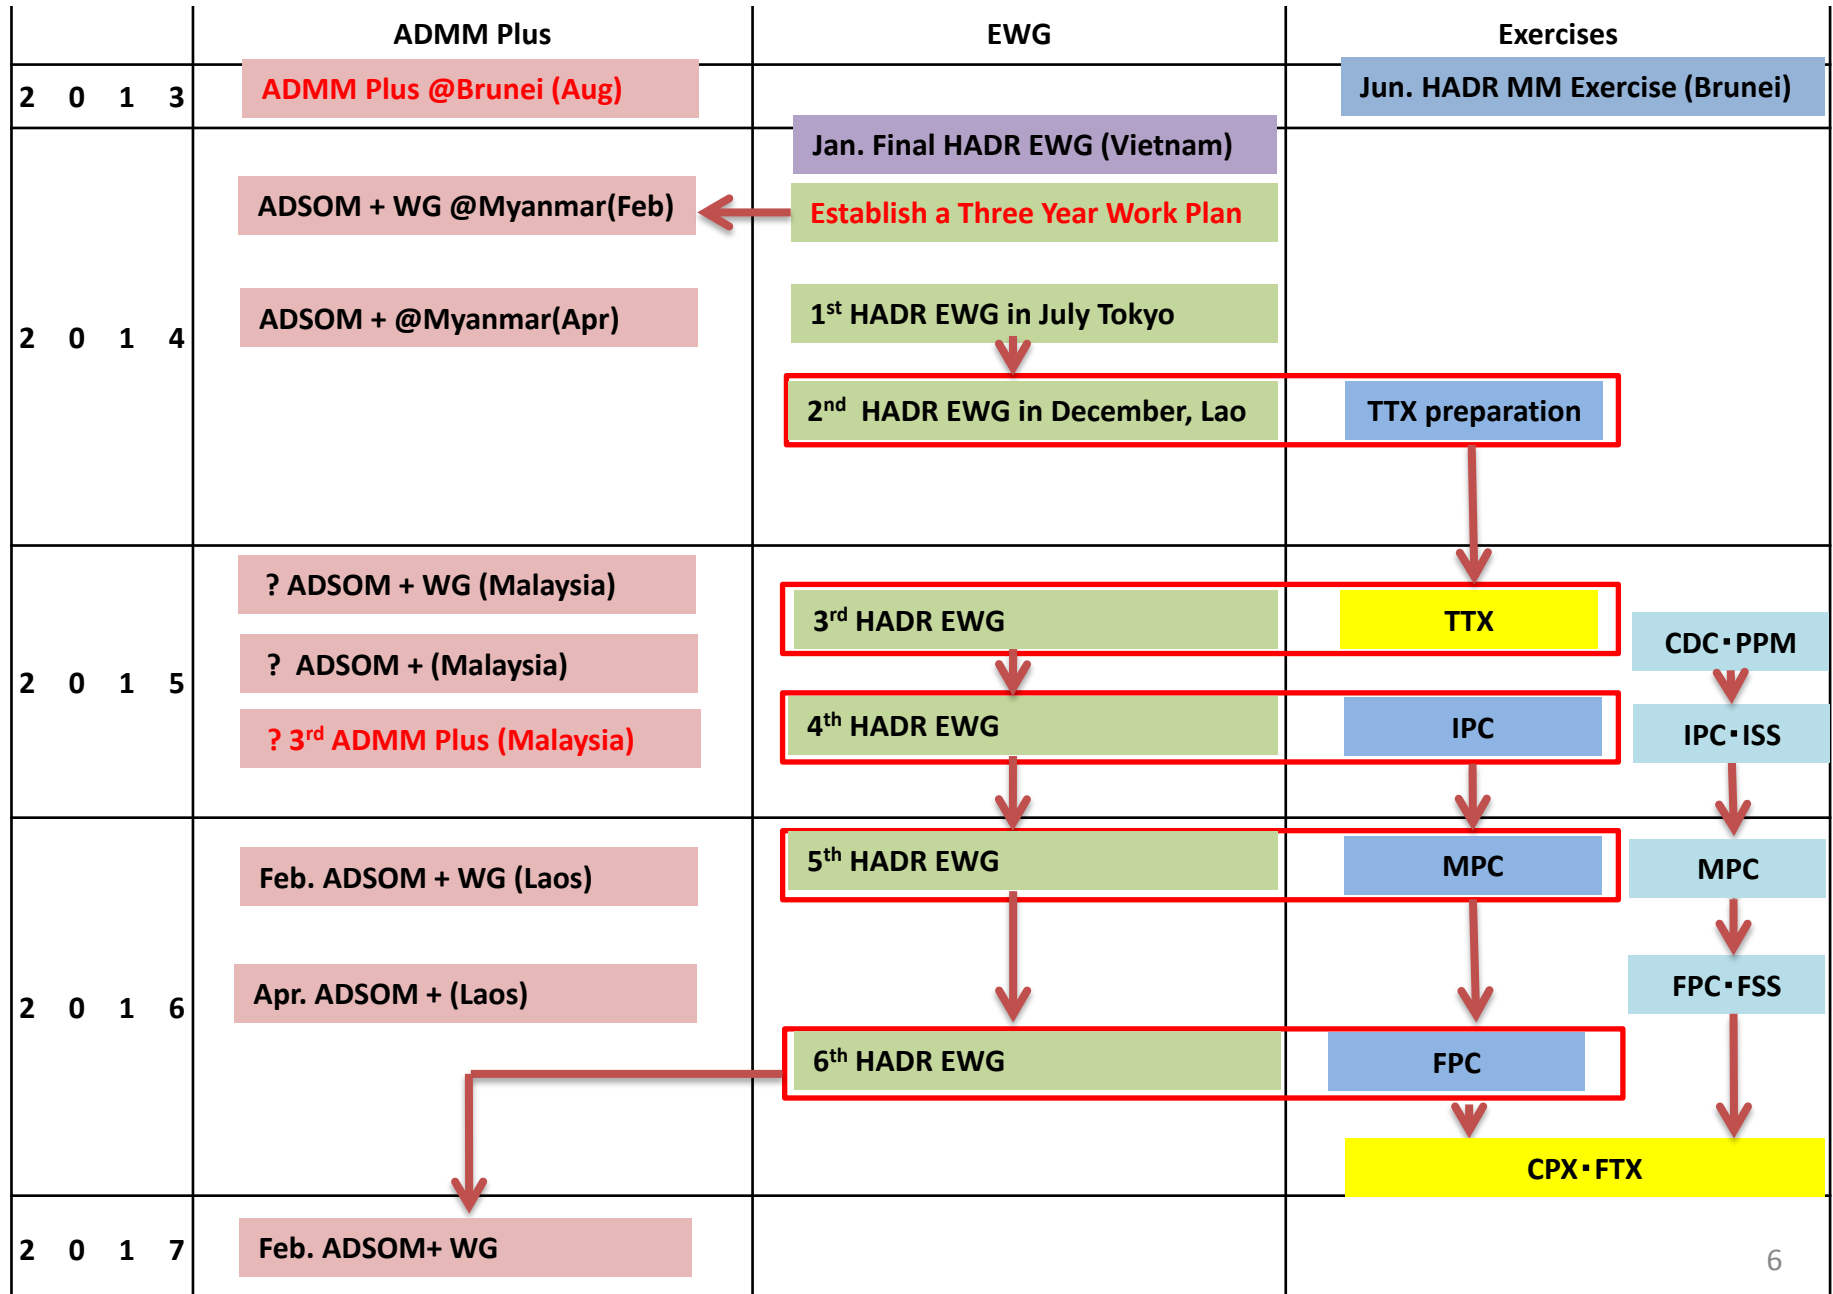 ADMM Plus EWG Exercises
2 0 1 3 ADMM Plus @Brunei (Aug) Jun. HADR MM Exercise (Brunei)
Jan. Final HADR EWG (Vietnam)
ADSOM + WG @Myanmar(Feb) Establish a Three Year Work Plan
ADSOM + @Myanmar(Apr) 1st HADR EWG in July Tokyo
2 0 1 4
2nd HADR EWG in December, Lao TTX preparation
? ADSOM + WG (Malaysia)
3rd HADR EWG TTX
CDC・PPM
? ADSOM + (Malaysia)
2 0 1 5
? 3rd ADMM Plus (Malaysia) 4th HADR EWG IPC IPC・ISS
5th HADR EWG MPC MPC
Feb. ADSOM + WG (Laos)
Apr. ADSOM + (Laos) FPC・FSS
2 0 1 6
6th HADR EWG FPC
CPX・FTX
2 0 1 7 Feb. ADSOM+ WG
6